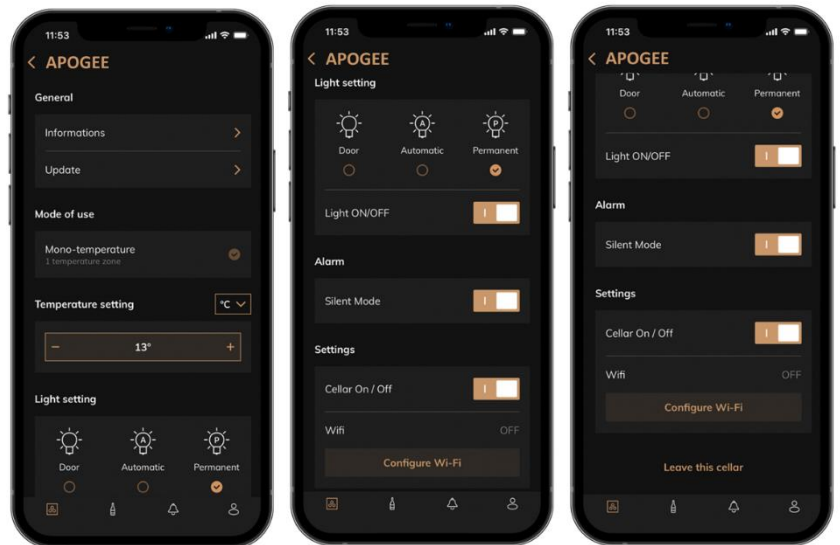 11:53
APOGEE
General
Informations
Update
Mode of use
Mono-temperature
1 temperature zone
Temperature setting
°C
− 13° +
Light setting
A P
Door Automatic Permanent
11:53
APOGEE
Light setting
A P
Door Automatic Permanent
Light ON/OFF
Alarm
Silent Mode
Settings
Cellar On / Off
Wifi OFF
Configure Wi-Fi
11:53
APOGEE
Door Automatic Permanent
Light ON/OFF
Alarm
Silent Mode
Settings
Cellar On / Off
Wifi OFF
Configure Wi-Fi
Leave this cellar